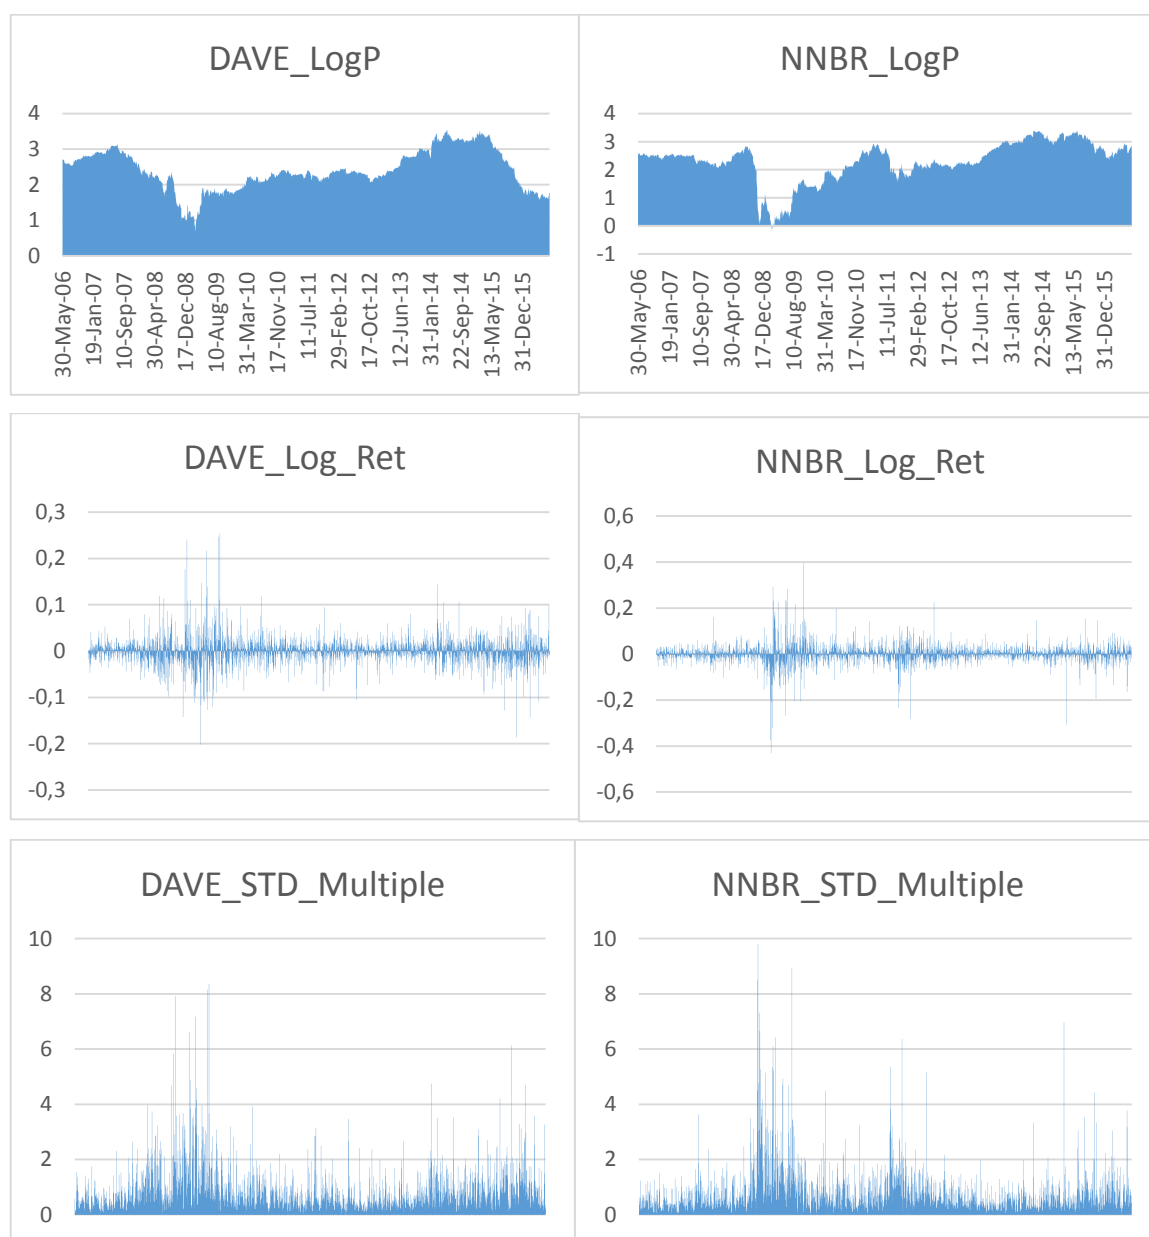 DAVE_LogP
4
3
2
1
0
30-May-06
19-Jan-07
10-Sep-07
30-Apr-08
17-Dec-08
10-Aug-09
31-Mar-10
17-Nov-10
11-Jul-11
29-Feb-12
17-Oct-12
12-Jun-13
31-Jan-14
22-Sep-14
13-May-15
31-Dec-15
NNBR_LogP
4
3
2
1
0
-1
30-May-06
19-Jan-07
10-Sep-07
30-Apr-08
17-Dec-08
10-Aug-09
31-Mar-10
17-Nov-10
11-Jul-11
29-Feb-12
17-Oct-12
12-Jun-13
31-Jan-14
22-Sep-14
13-May-15
31-Dec-15
DAVE_Log_Ret
0,3
0,2
0,1
0
-0,1
-0,2
-0,3
NNBR_Log_Ret
0,6
0,4
0,2
0
-0,2
-0,4
-0,6
DAVE_STD_Multiple
10
8
6
4
2
0
NNBR_STD_Multiple
10
8
6
4
2
0